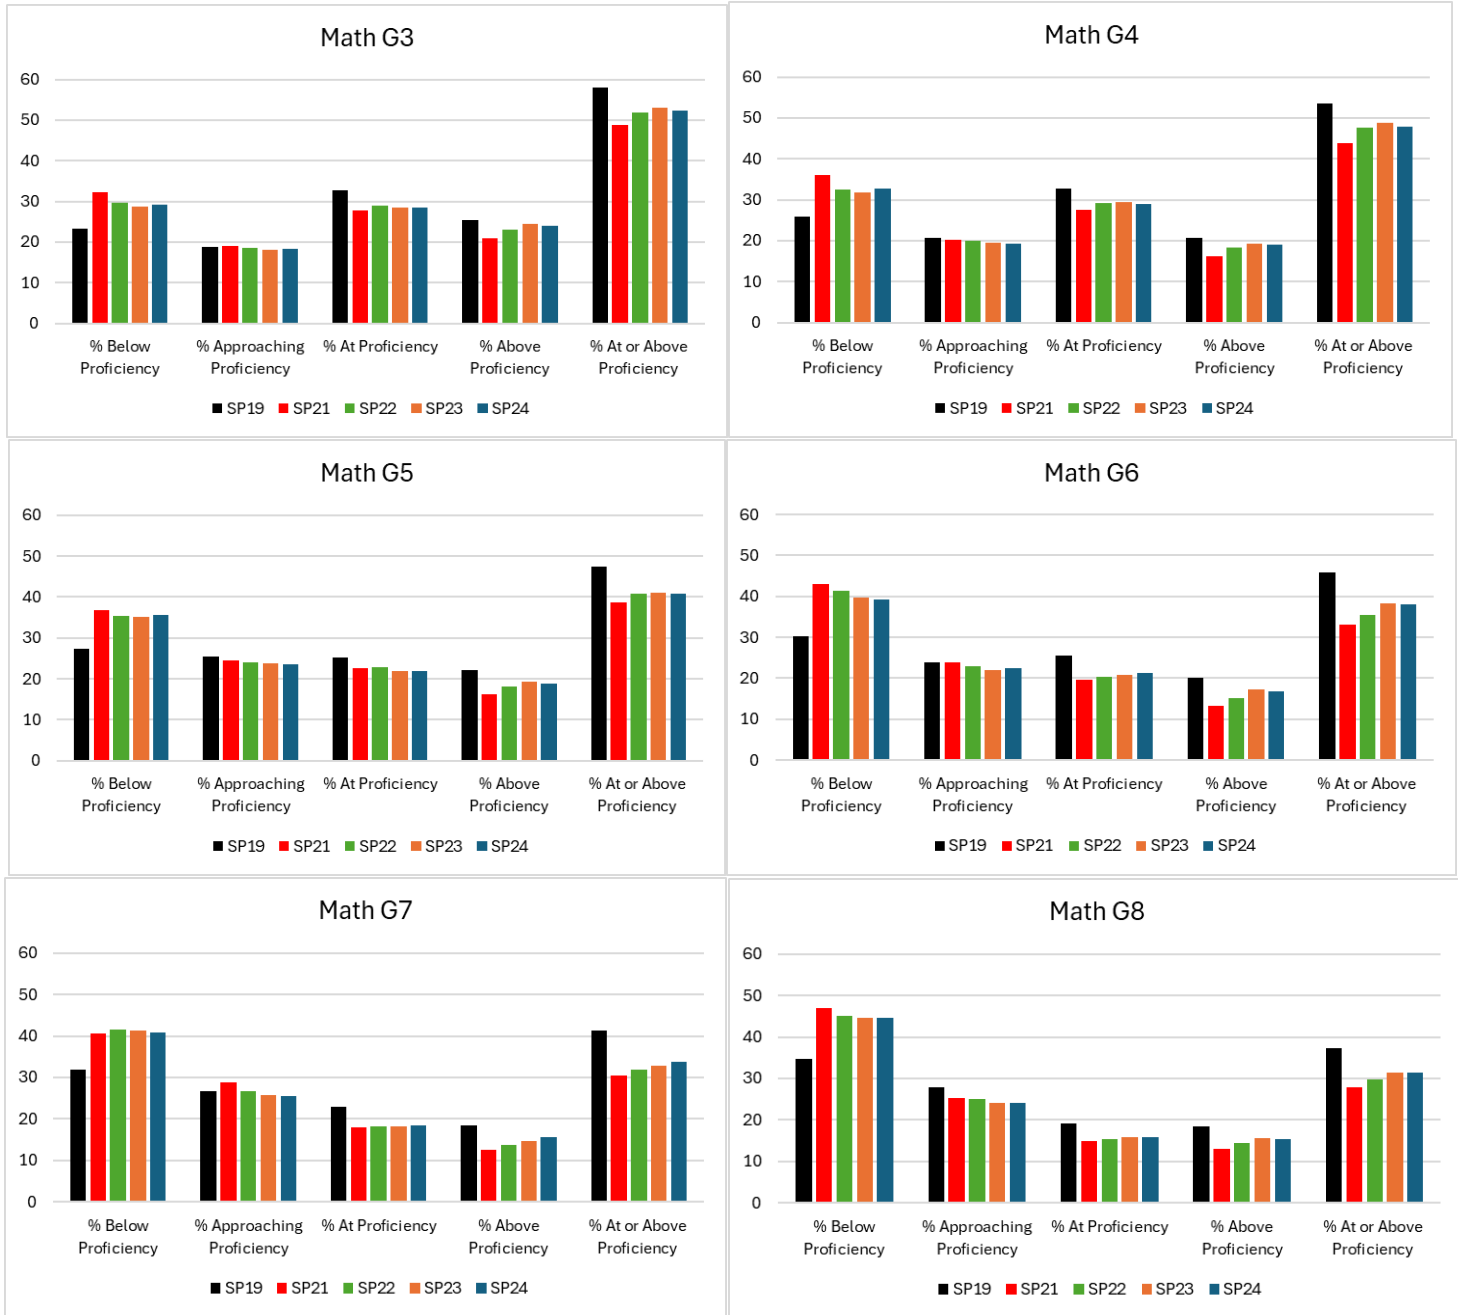 Math G3
60
50
40
30
20
10
0
% Below % Approaching % At Proficiency % Above % At or Above
Proficiency Proficiency Proficiency Proficiency
SP19 SP21 SP22 SP23 SP24
Math G4
60
50
40
30
20
10
0
% Below % Approaching % At Proficiency % Above % At or Above
Proficiency Proficiency Proficiency Proficiency
SP19 SP21 SP22 SP23 SP24
Math G5
60
50
40
30
20
10
0
% Below % Approaching % At Proficiency % Above % At or Above
Proficiency Proficiency Proficiency Proficiency
SP19 SP21 SP22 SP23 SP24
Math G6
60
50
40
30
20
10
0
% Below % Approaching % At Proficiency % Above % At or Above
Proficiency Proficiency Proficiency Proficiency
SP19 SP21 SP22 SP23 SP24
Math G7
60
50
40
30
20
10
0
% Below % Approaching % At Proficiency % Above % At or Above
Proficiency Proficiency Proficiency Proficiency
SP19 SP21 SP22 SP23 SP24
Math G8
60
50
40
30
20
10
0
% Below % Approaching % At Proficiency % Above % At or Above
Proficiency Proficiency Proficiency Proficiency
SP19 SP21 SP22 SP23 SP24